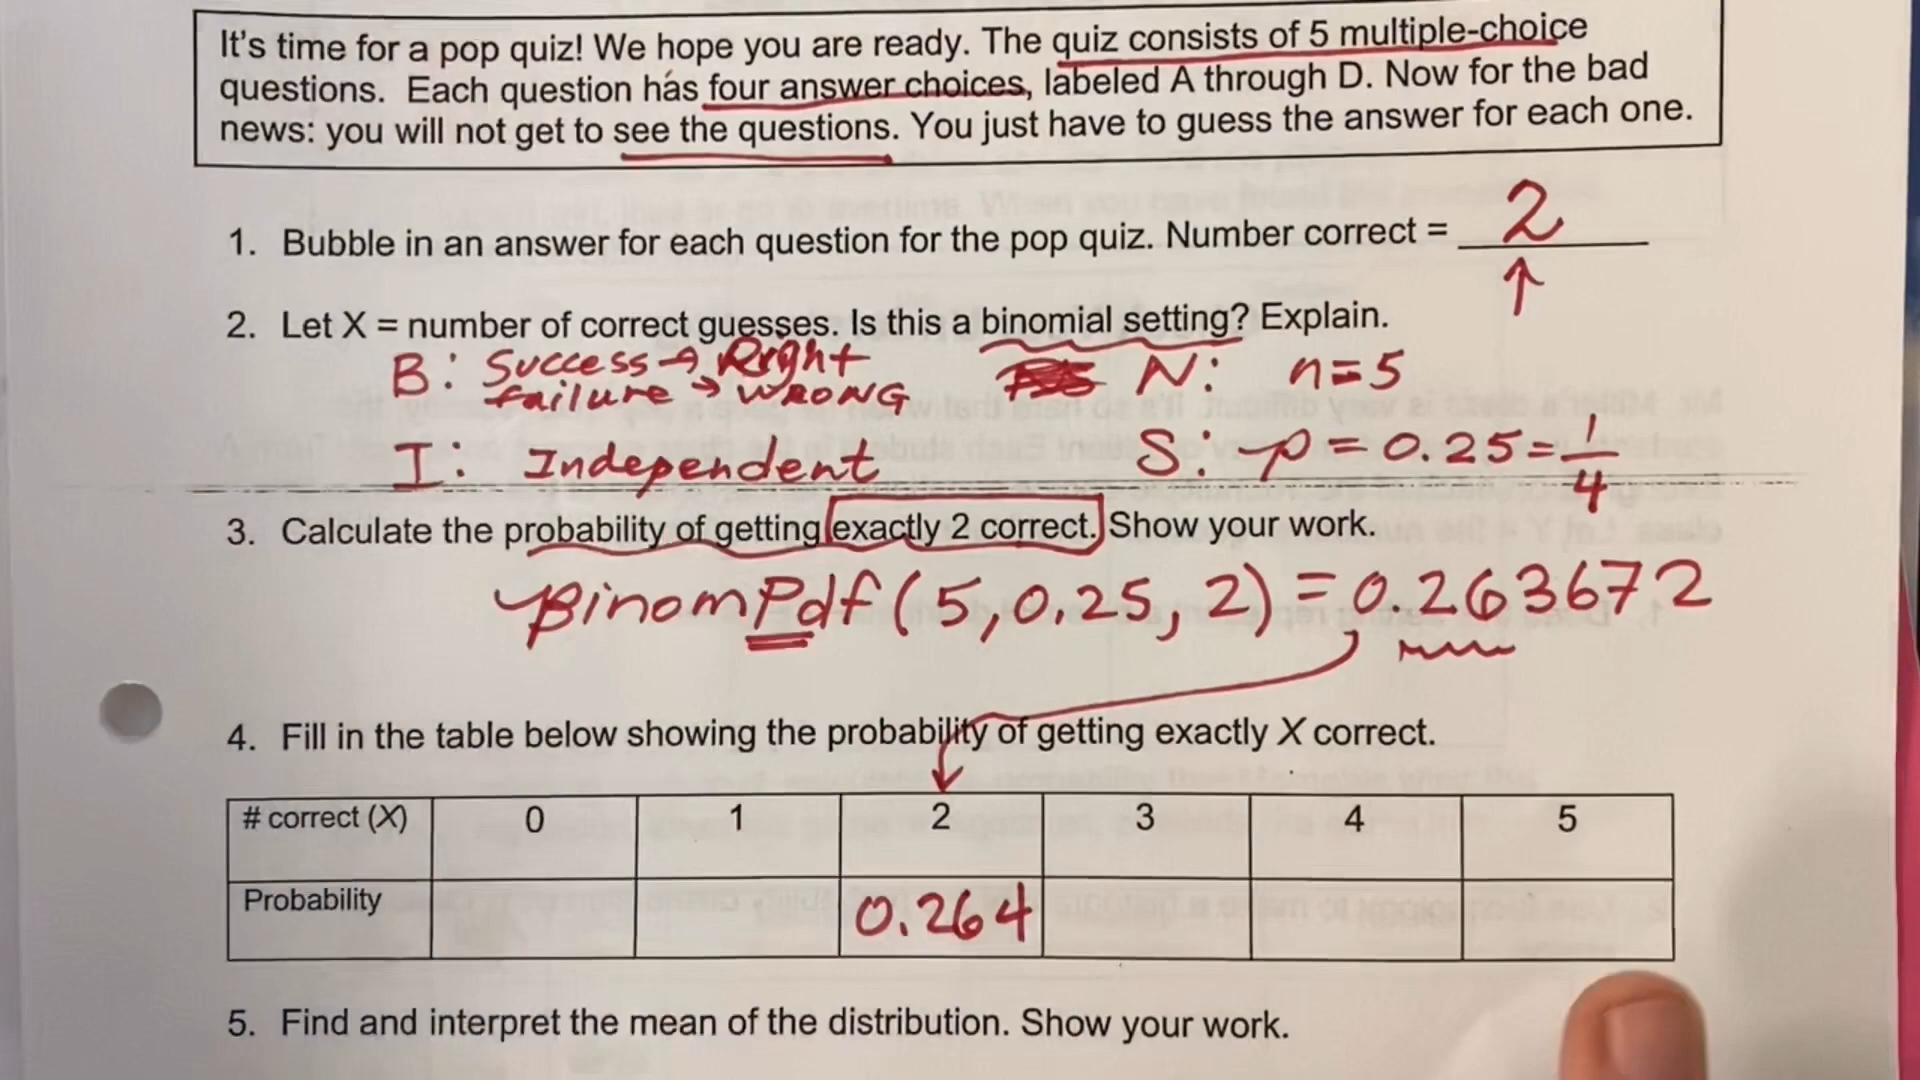 It's time for a pop quiz! We hope you are ready. The quiz consists of 5 multiple-choice
questions. Each question has four answer choices, labeled A through D. Now for the bad
news: you will not get to see the questions. You just have to guess the answer for each one.
1. Bubble in an answer for each question for the pop quiz. Number correct = 2
2. Let X = number of correct guesses. Is this a binomial setting? Explain.
B: Success → Right N: n=5
failure → WRONG
I: Independent S: p = 0.25 = 1/4
3. Calculate the probability of getting exactly 2 correct. Show your work.
BinomPdf(5,0.25, 2) = 0.263672
4. Fill in the table below showing the probability of getting exactly X correct.
# correct (X) 0 1 2 3 4 5
Probability 0.264
5. Find and interpret the mean of the distribution. Show your work.